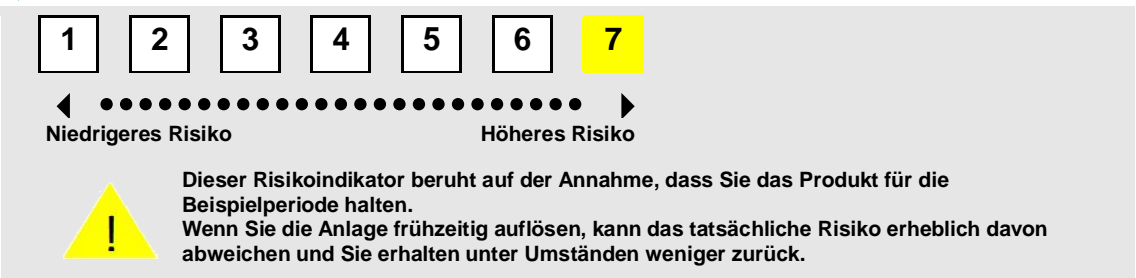 1 2 3 4 5 6 7
Niedrigeres Risiko Höheres Risiko
Dieser Risikoindikator beruht auf der Annahme, dass Sie das Produkt für die
Beispielperiode halten.
Wenn Sie die Anlage frühzeitig auflösen, kann das tatsächliche Risiko erheblich davon
abweichen und Sie erhalten unter Umständen weniger zurück.
!